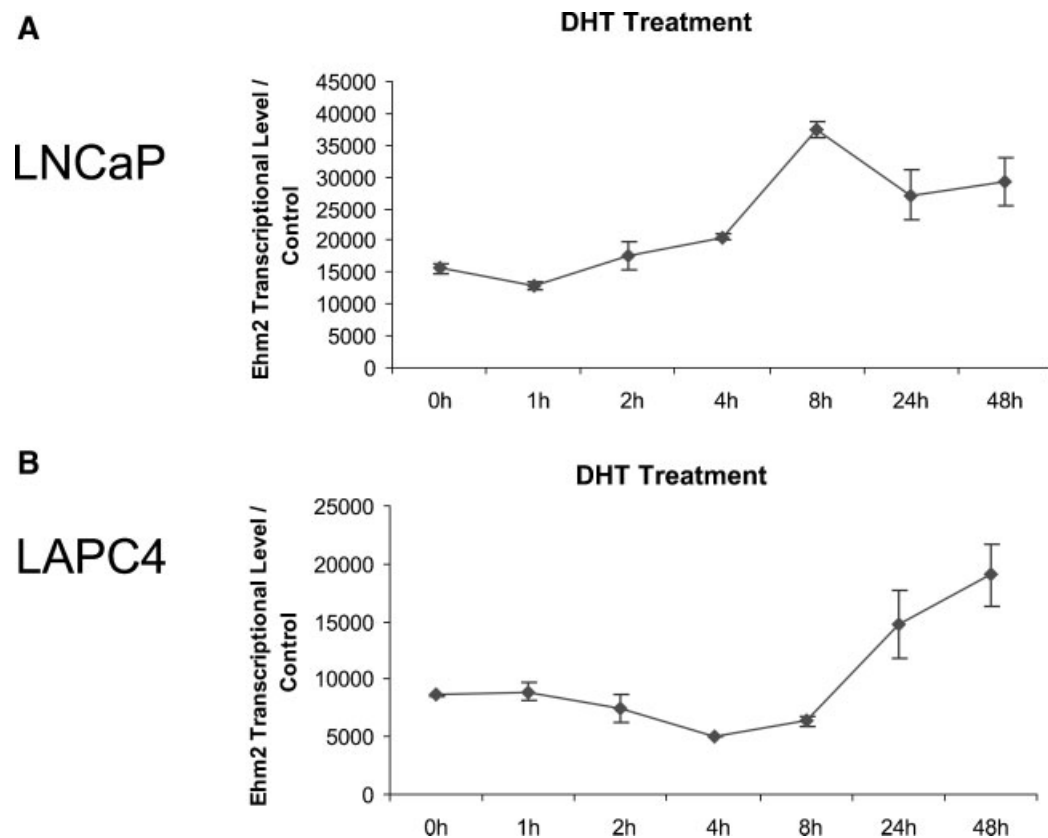 A
DHT Treatment
LNCaP
Ehm2 Transcriptional Level /
Control
45000
40000
35000
30000
25000
20000
15000
10000
5000
0
0h 1h 2h 4h 8h 24h 48h
B
DHT Treatment
LAPC4
Ehm2 Transcriptional Level /
Control
25000
20000
15000
10000
5000
0
0h 1h 2h 4h 8h 24h 48h